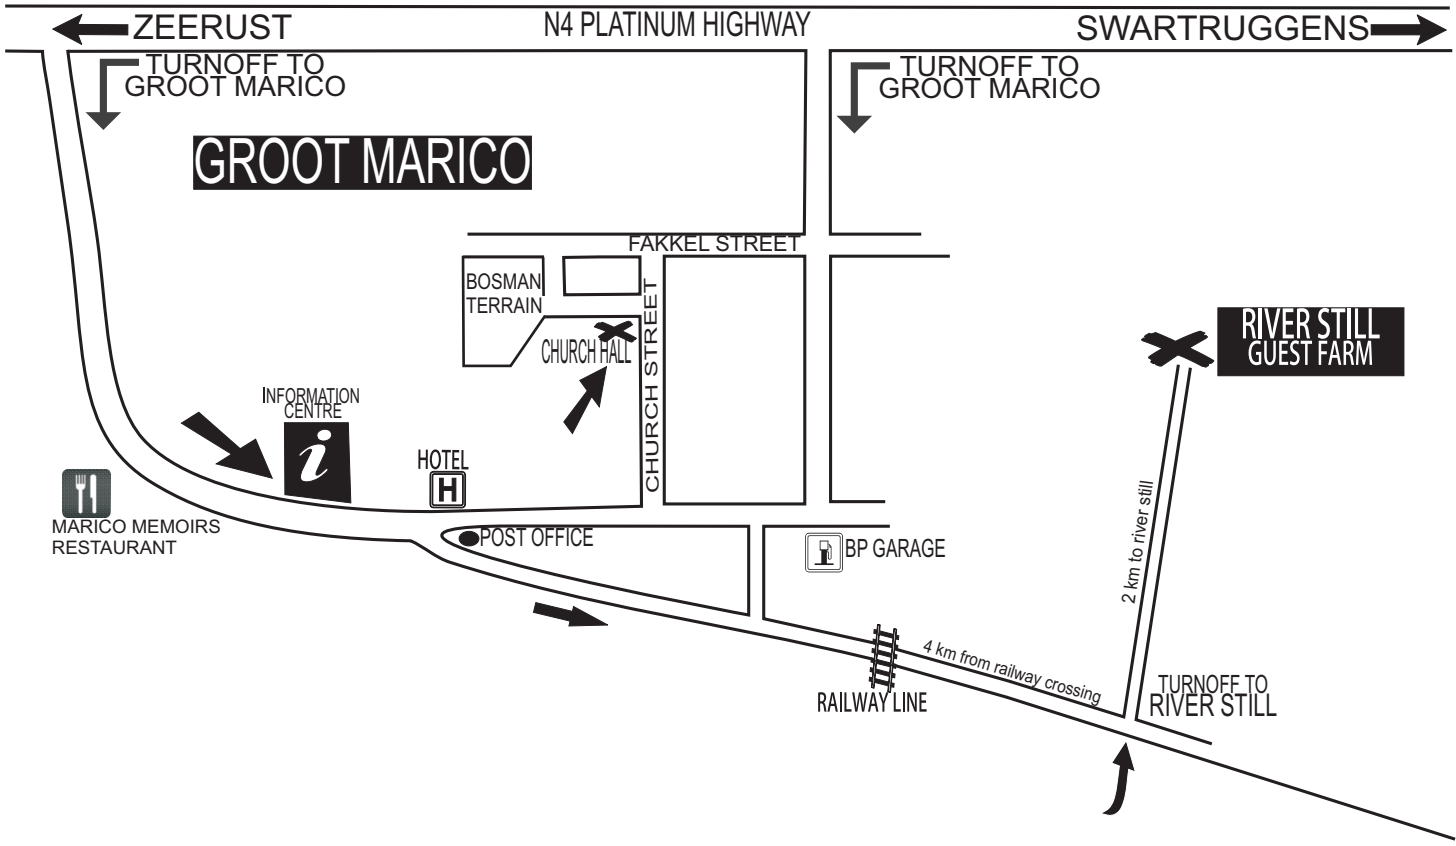 ZEERUST
N4 PLATINUM HIGHWAY
SWARTRUGGENS
TURNOFF TO
GROOT MARICO
TURNOFF TO
GROOT MARICO
GROOT MARICO
FAKKEL STREET
BOSMAN
TERRAIN
CHURCH STREET
CHURCH HALL
RIVER STILL
GUEST FARM
INFORMATION
CENTRE
i
HOTEL
H
MARICO MEMOIRS
RESTAURANT
POST OFFICE
BP GARAGE
2 km to river still
4 km from railway crossing
RAILWAY LINE
TURNOFF TO
RIVER STILL